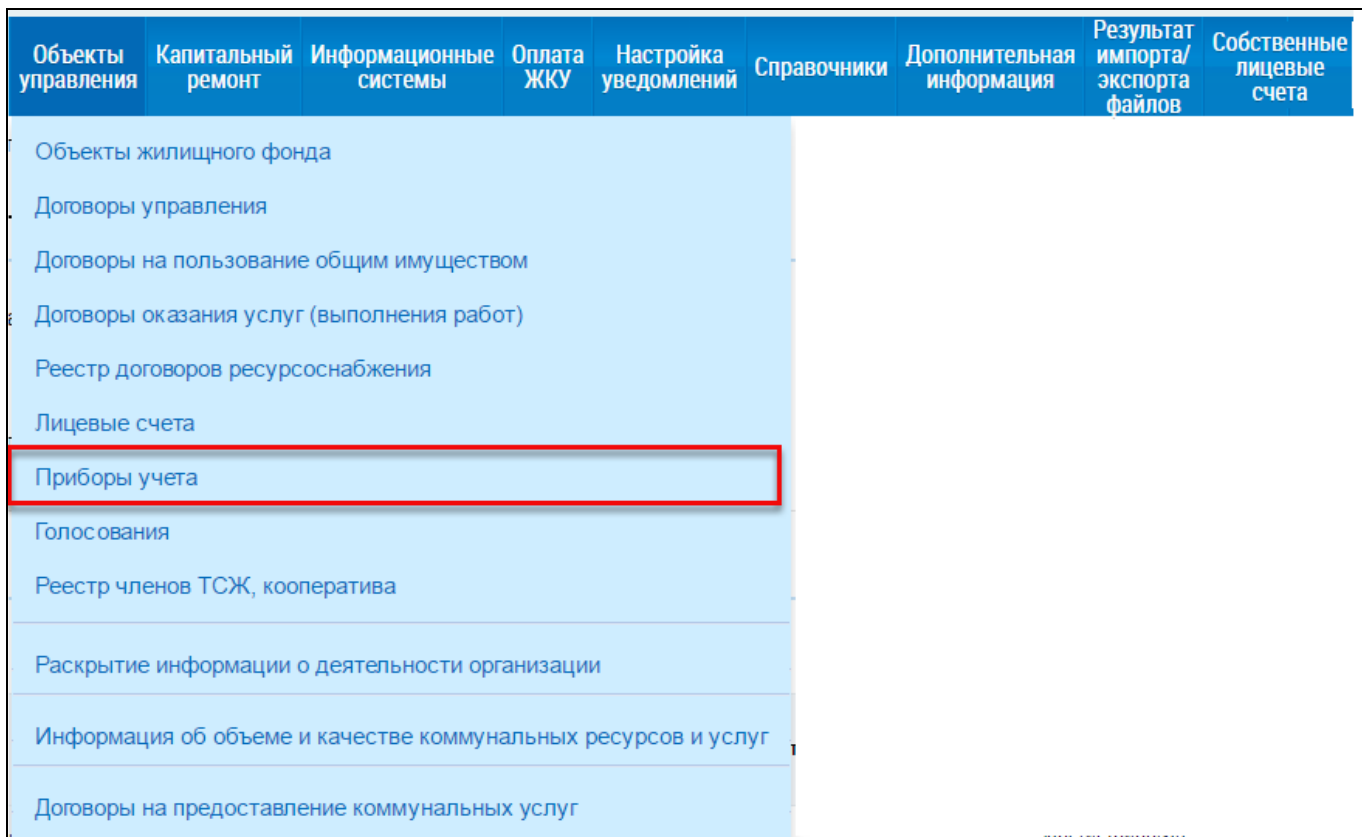 Объекты управления
Капитальный ремонт
Информационные системы
Оплата ЖКУ
Настройка уведомлений
Справочники
Дополнительная информация
Результат импорта/ экспорта файлов
Собственные лицевые счета
Объекты жилищного фонда
Договоры управления
Договоры на пользование общим имуществом
Договоры оказания услуг (выполнения работ)
Реестр договоров ресурсоснабжения
Лицевые счета
Приборы учета
Голосования
Реестр членов ТСЖ, кооператива
Раскрытие информации о деятельности организации
Информация об объеме и качестве коммунальных ресурсов и услуг
Договоры на предоставление коммунальных услуг